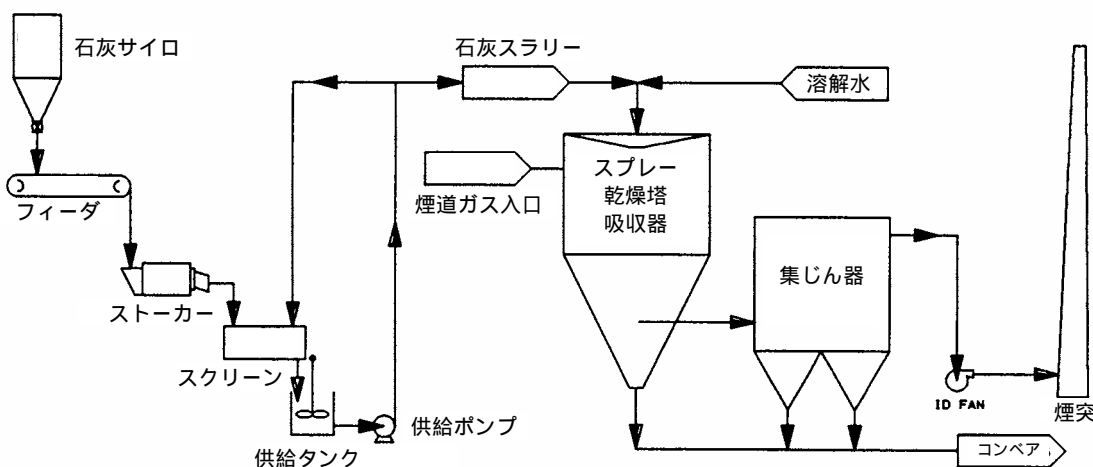 石灰サイロ
石灰スラリー
溶解水
スプレー
乾燥塔
吸収器
煙道ガス入口
フィーダ
集じん器
ストーカー
スクリーン
ID FAN
煙突
供給ポンプ
供給タンク
コンベア